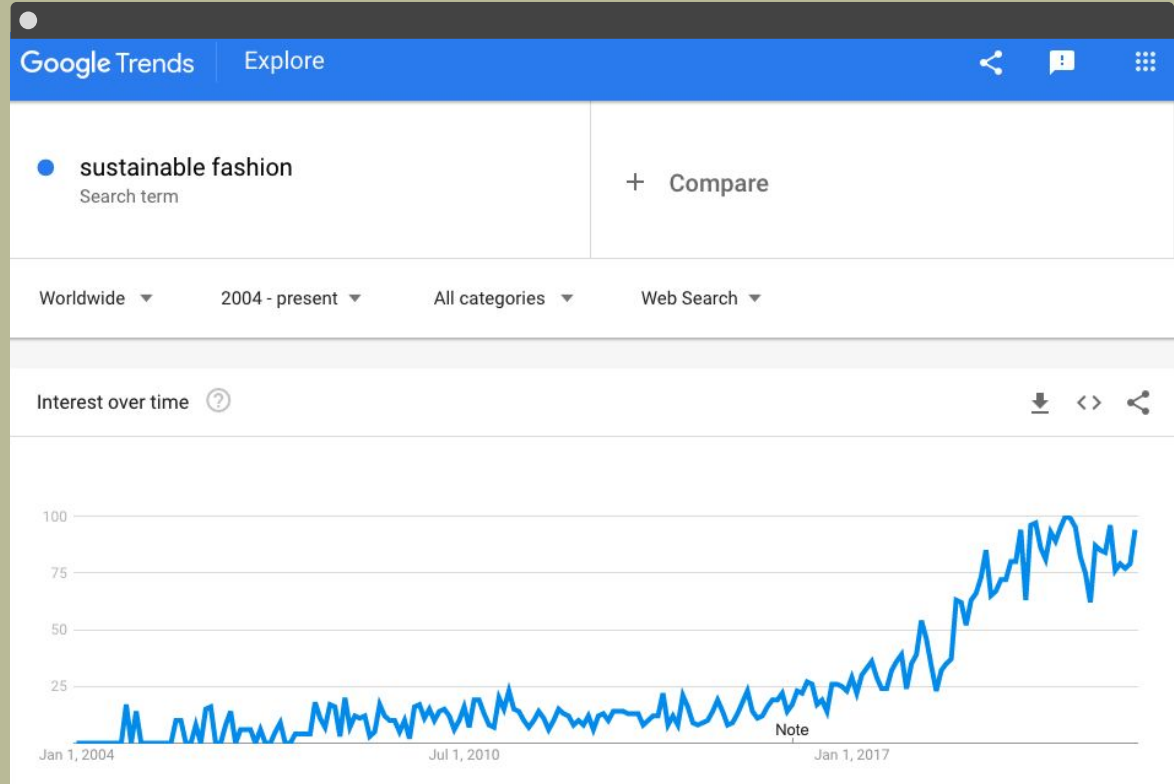 Google Trends Explore
sustainable fashion
Search term
+ Compare
Worldwide 2004 - present All categories Web Search
Interest over time ?
100
75
50
25
Note
Jan 1, 2004 Jul 1, 2010 Jan 1, 2017